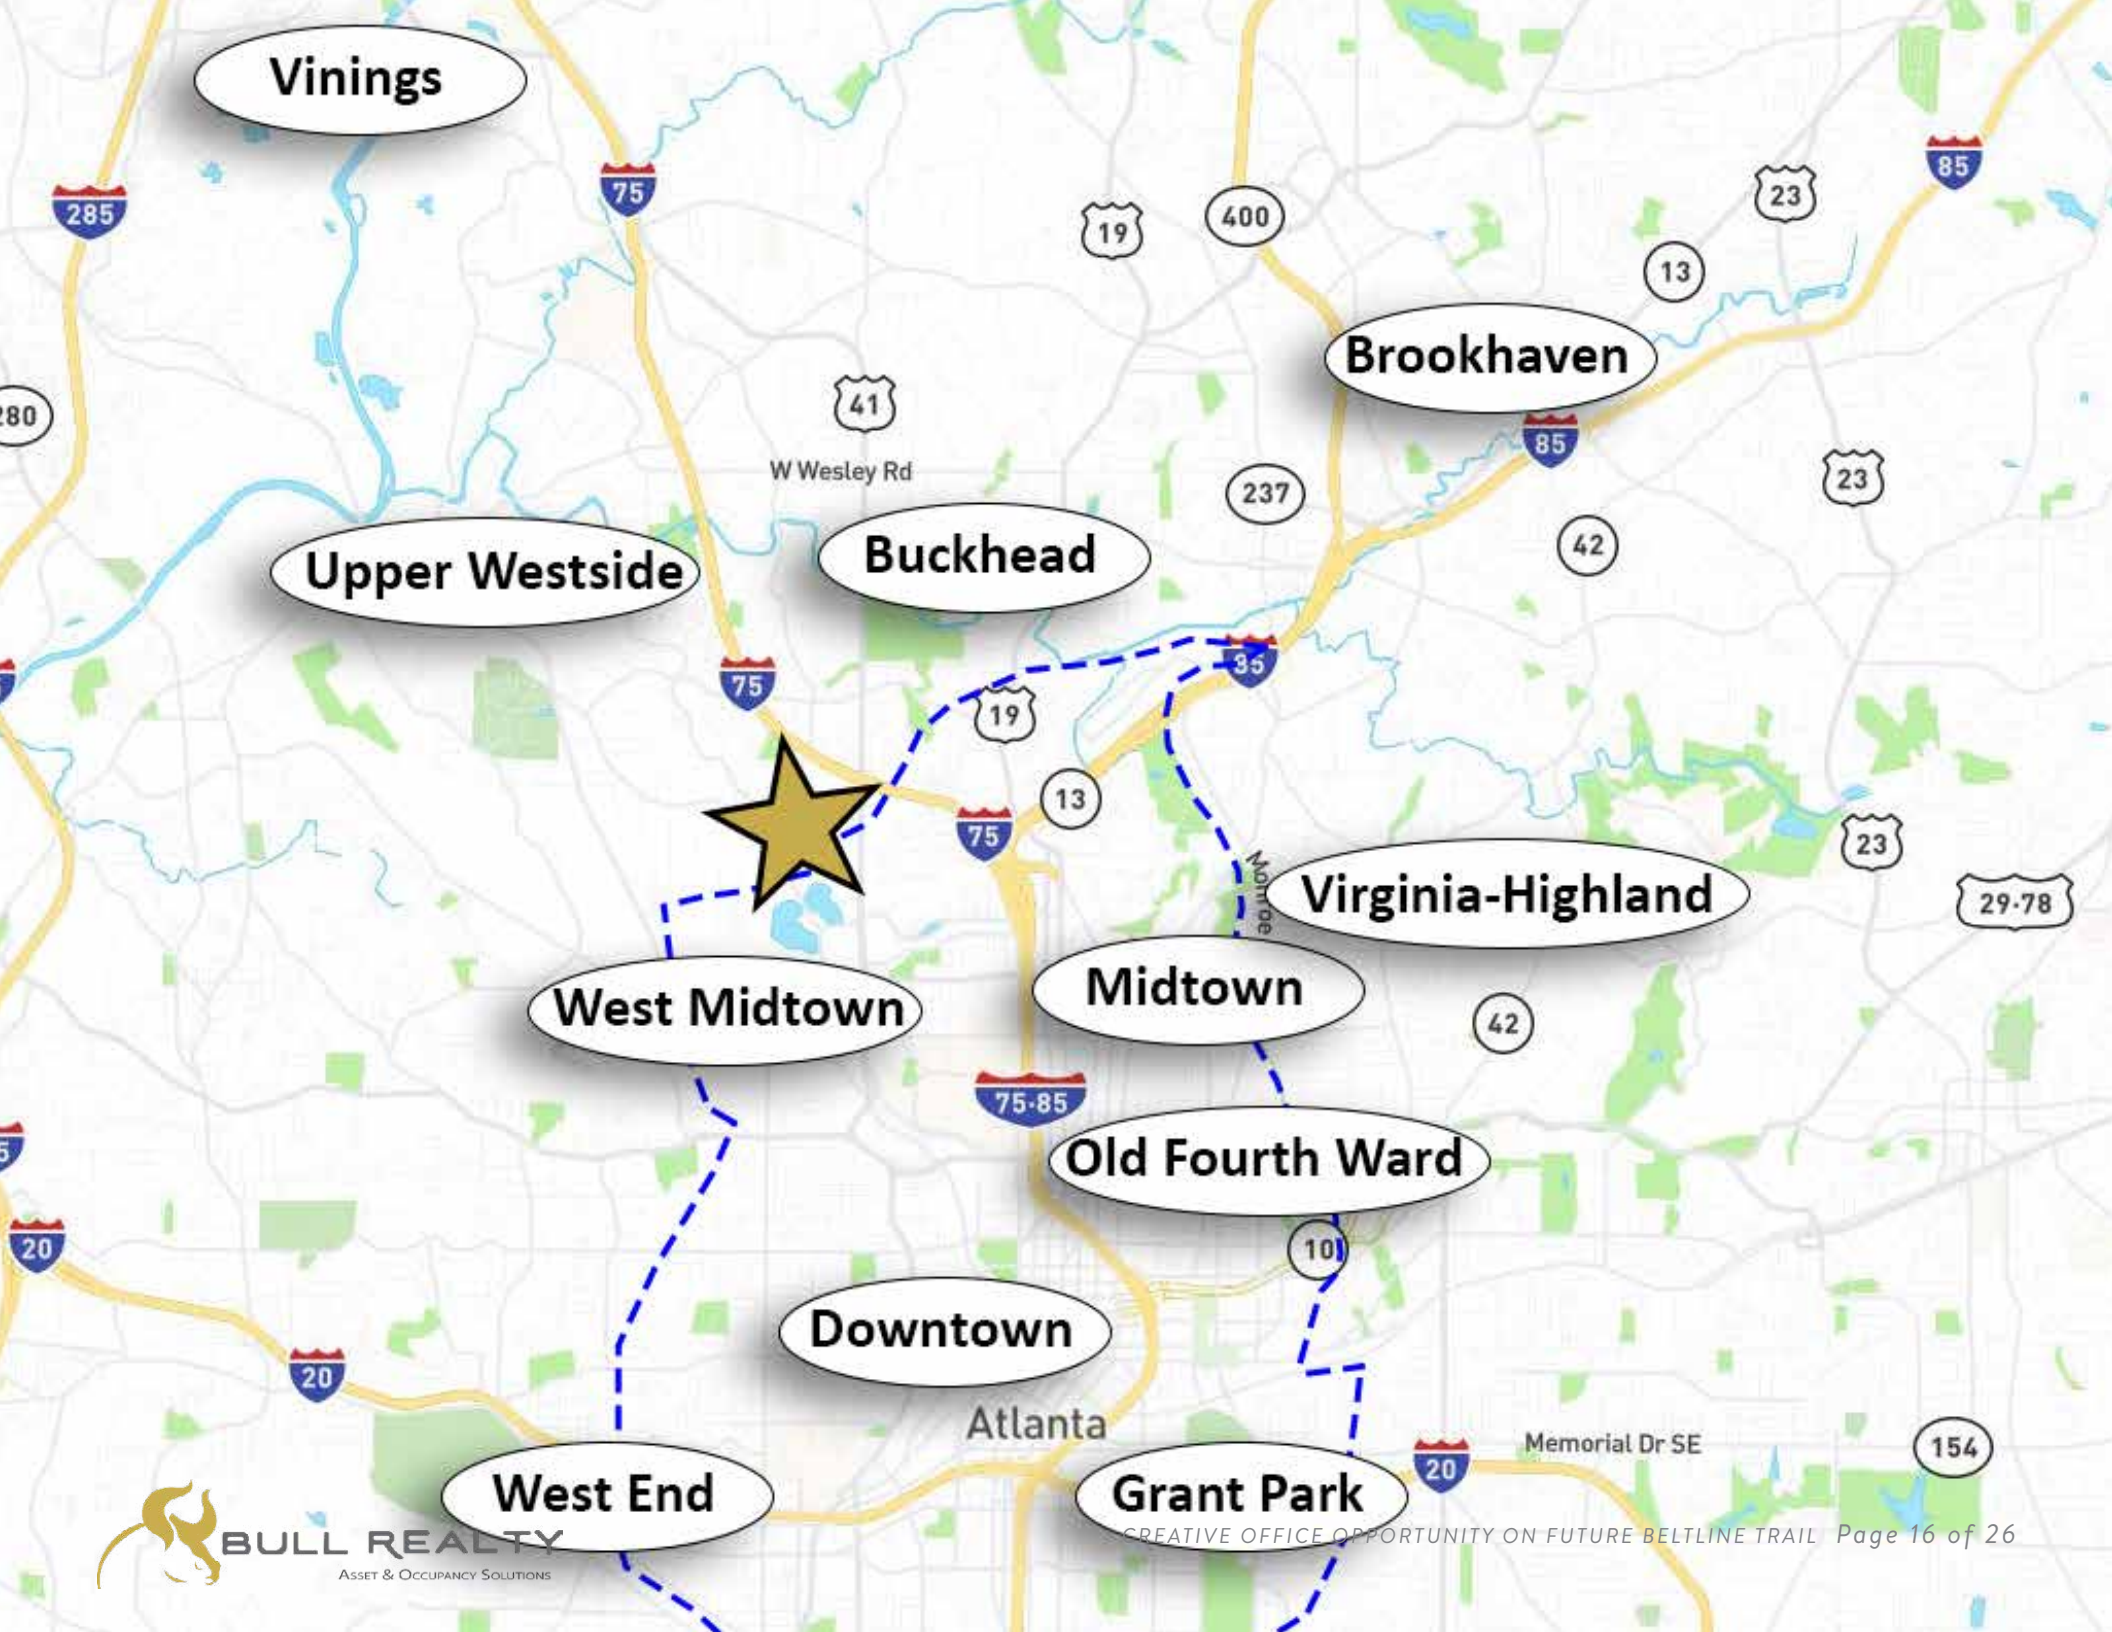 Vinings
85
75
23
285
19
400
13
Brookhaven
280
41
85
W Wesley Rd
23
237
42
Upper Westside
Buckhead
85
75
19
13
75
23
Monroe
Virginia-Highland
29·78
Midtown
West Midtown
42
75·85
Old Fourth Ward
5
20
10
Downtown
20
Atlanta
Memorial Dr SE
154
20
West End
Grant Park
CREATIVE OFFICE OPPORTUNITY ON FUTURE BELTLINE TRAIL Page 16 of 26
BULL REALTY
ASSET & OCCUPANCY SOLUTIONS